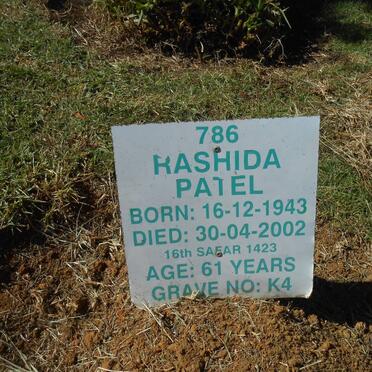 786
RASHIDA
PATEL
BORN: 16-12-1943
DIED: 30-04-2002
16th SAFAR 1423
AGE: 61 YEARS
GRAVE NO: K4